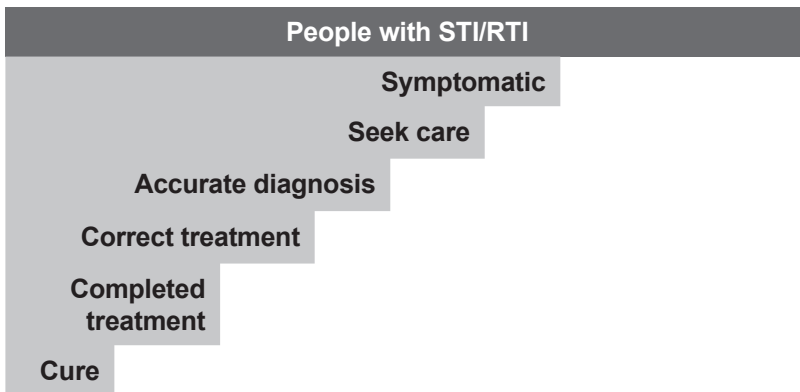 People with STI/RTI
Symptomatic
Seek care
Accurate diagnosis
Correct treatment
Completed
treatment
Cure